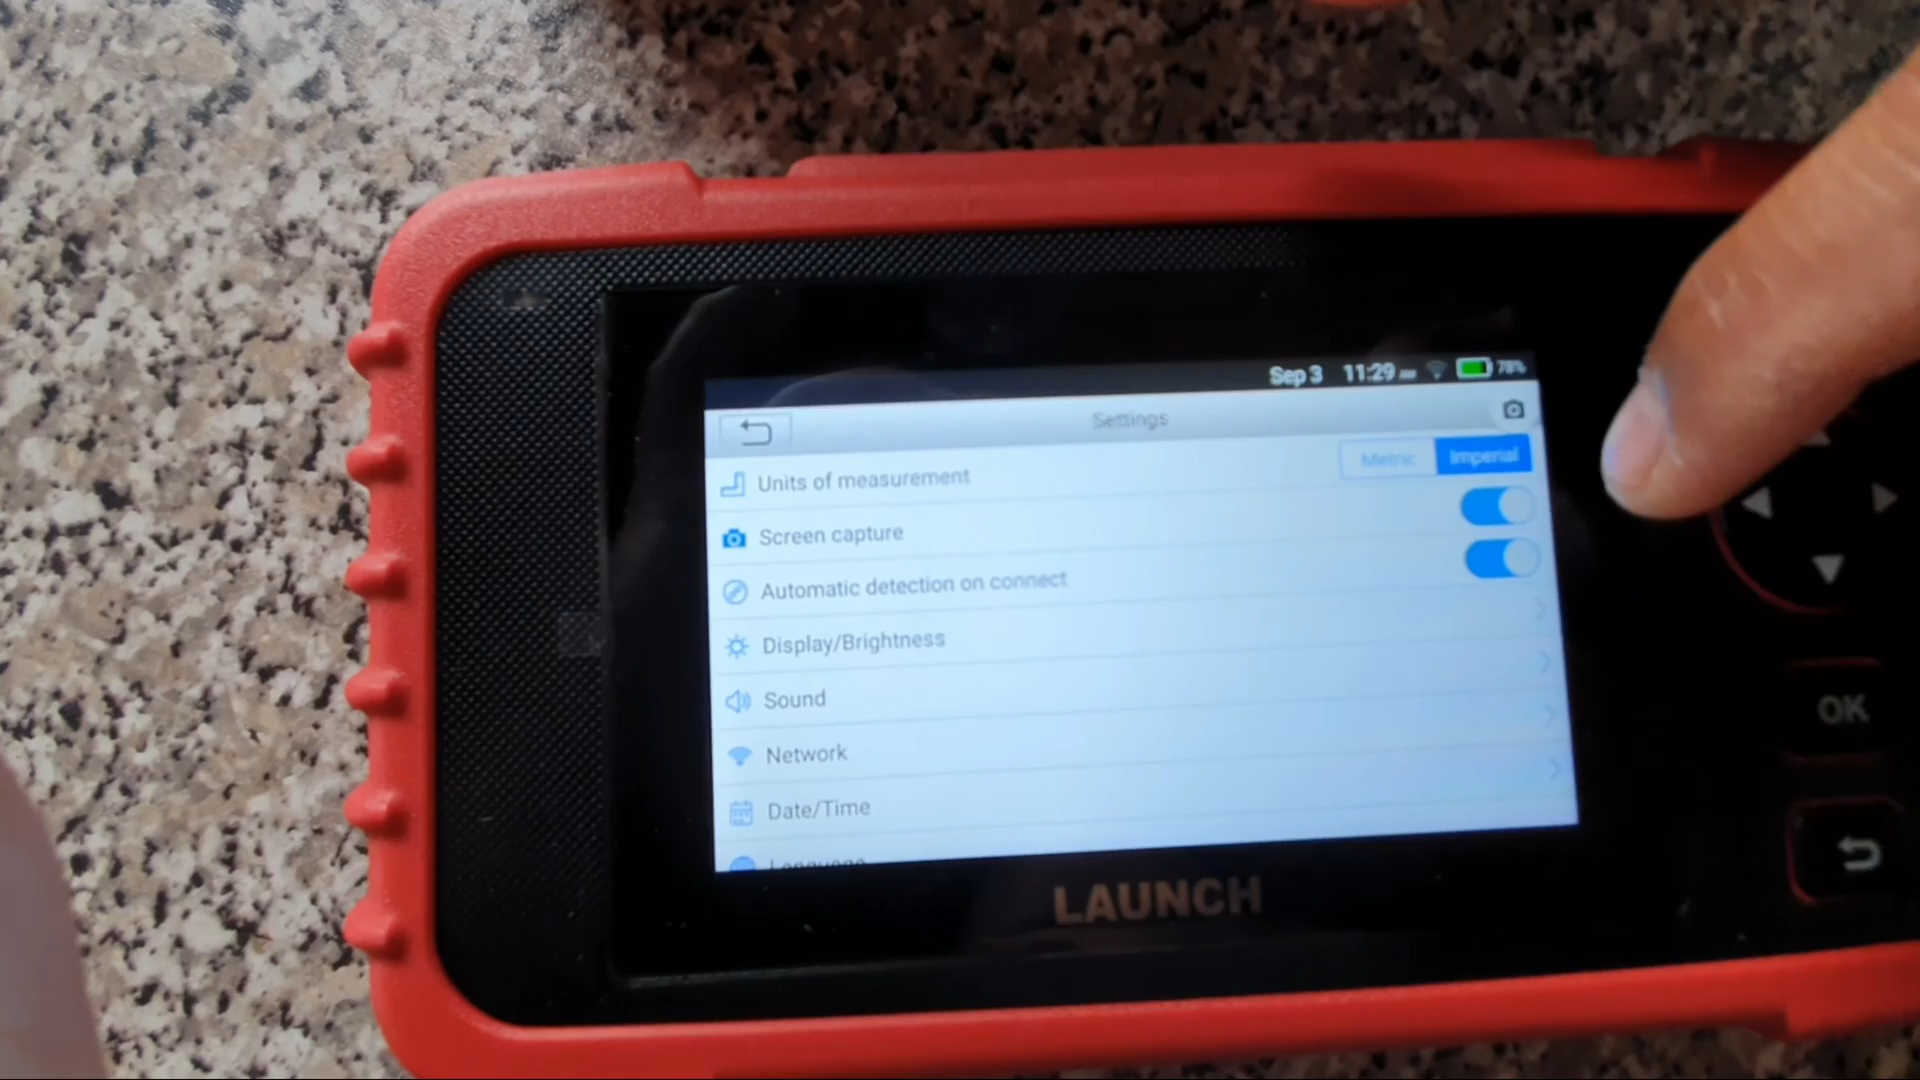 Sep 3 11:29 78%
Settings
Units of measurement Metric Imperial
Screen capture
Automatic detection on connect
Display/Brightness
Sound
Network
Date/Time
Language
LAUNCH
OK